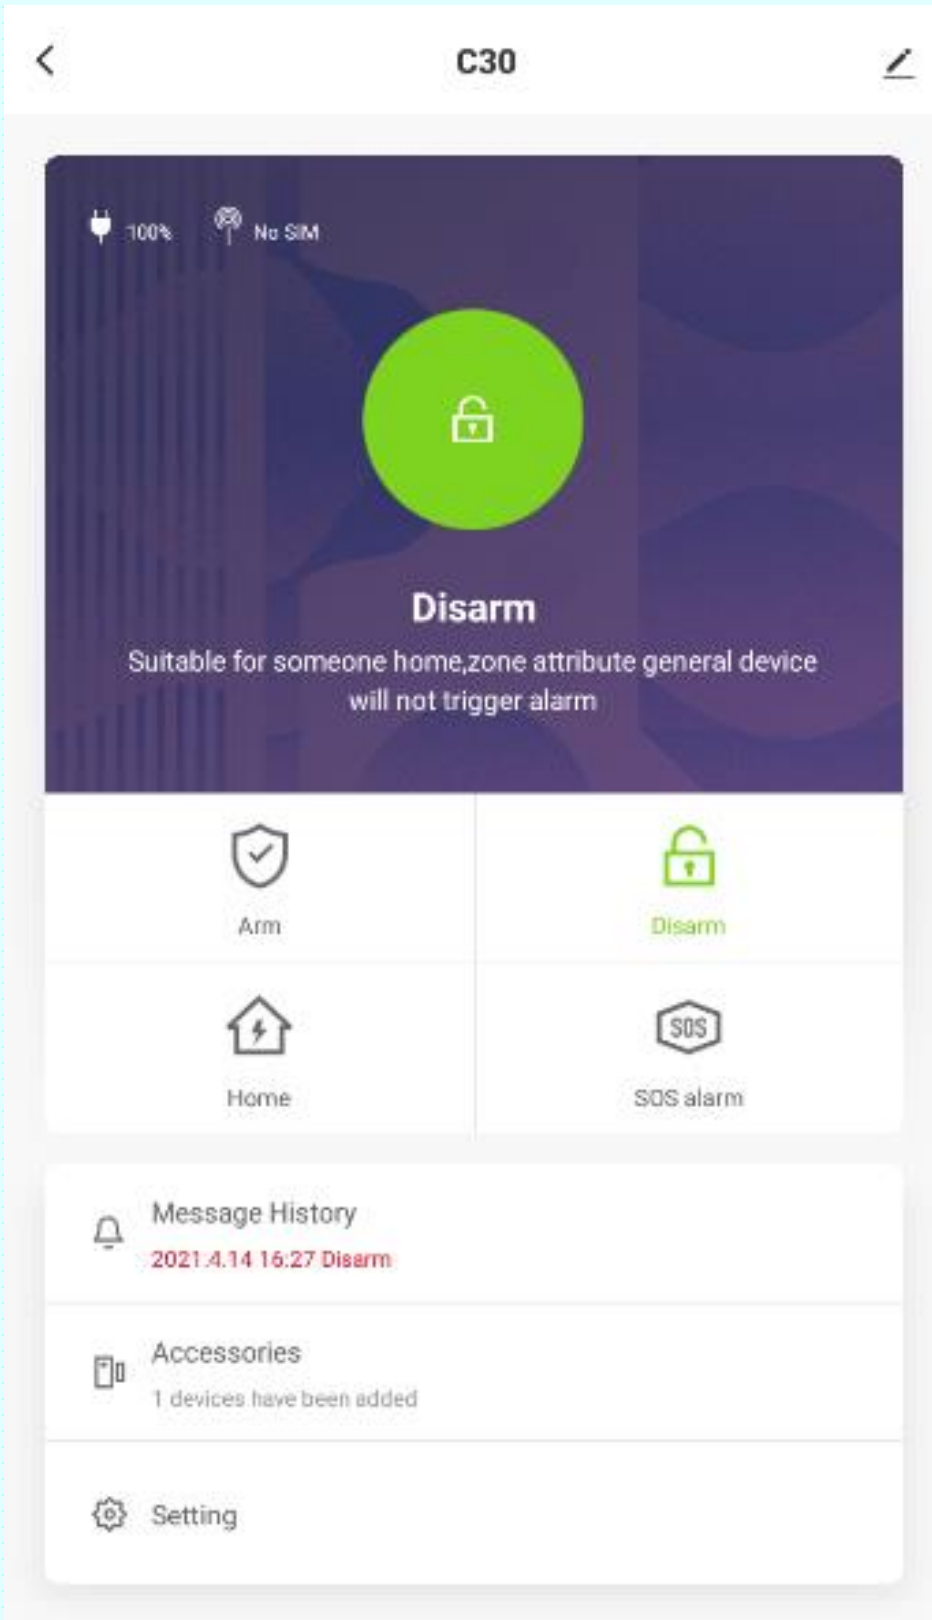 C30
100% No SIM
Disarm
Suitable for someone home,zone attribute general device
will not trigger alarm
Arm
Disarm
Home
SOS
SOS alarm
Message History
2021.4.14 16:27 Disarm
Accessories
1 devices have been added
Setting